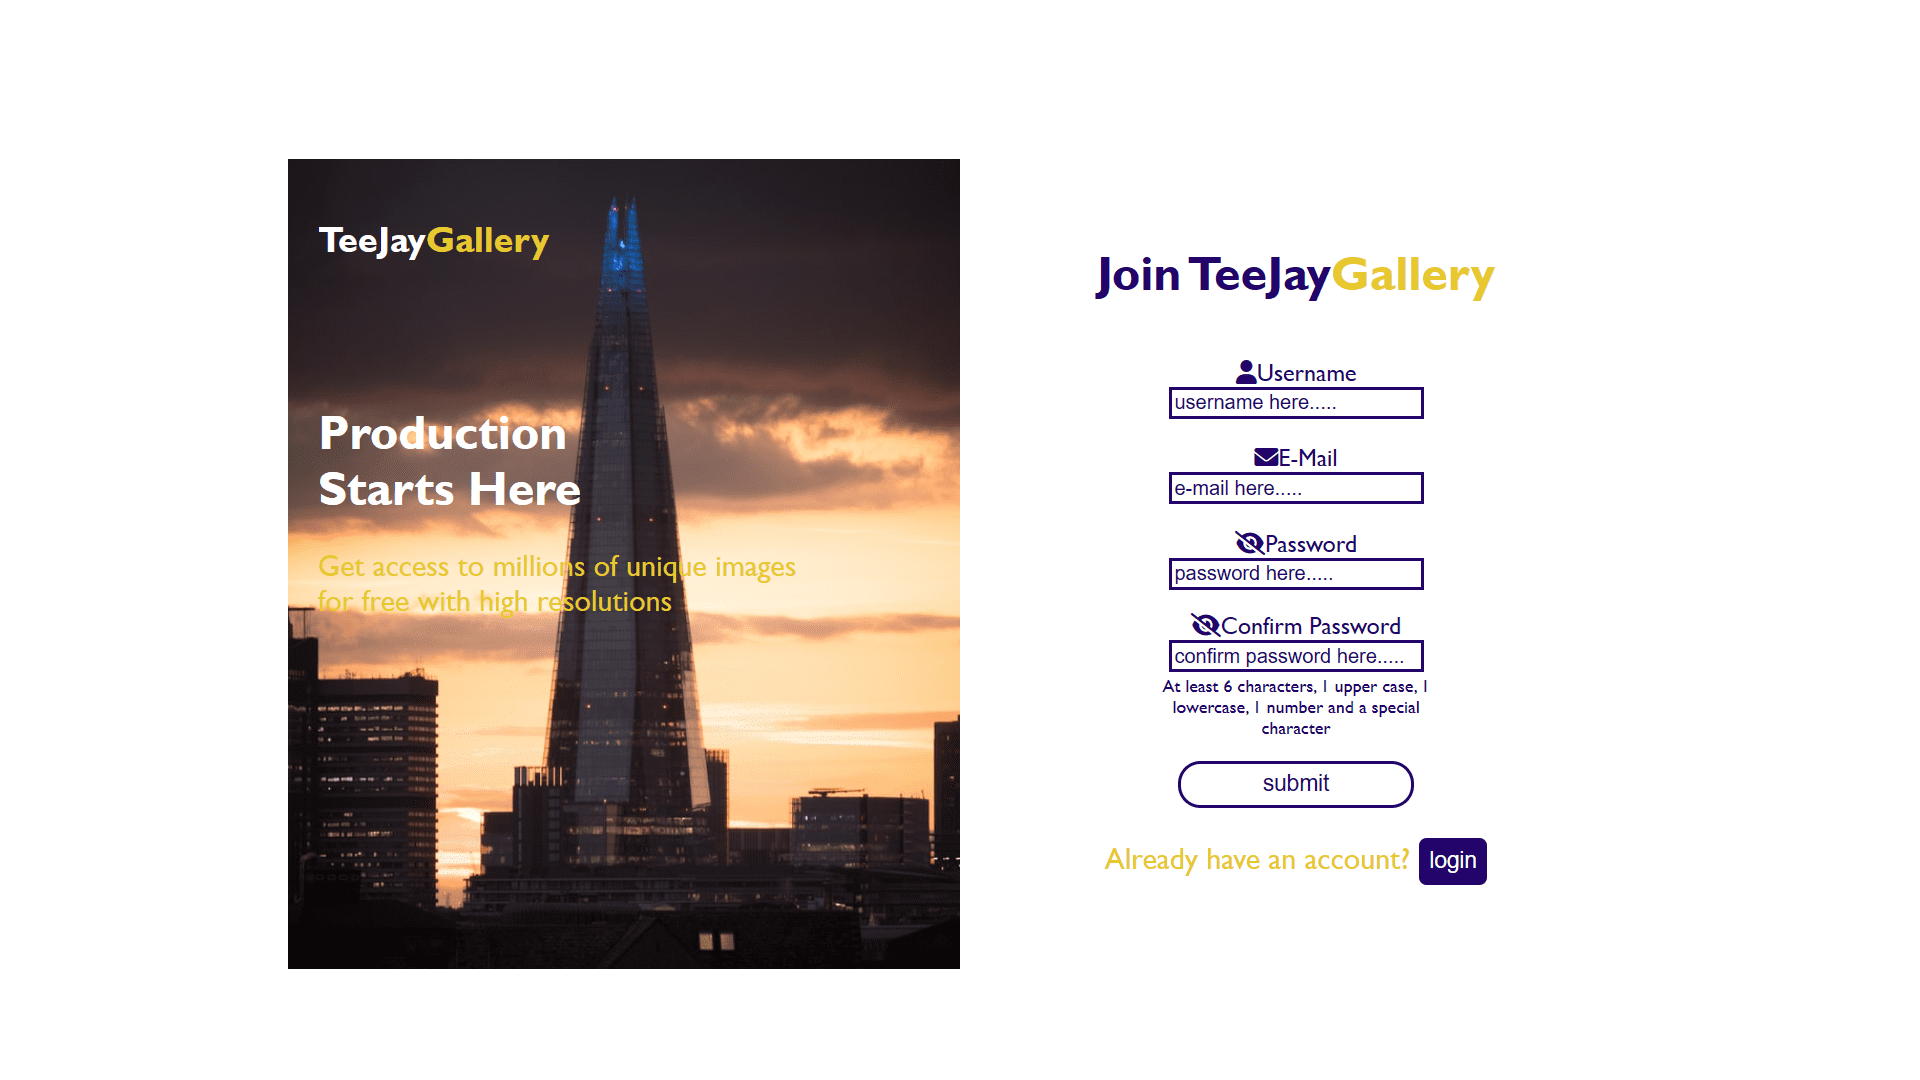 TeeJayGallery
Production
Starts Here
Get access to millions of unique images
for free with high resolutions
Join TeeJayGallery
Username
username here.....
E-Mail
e-mail here.....
Password
password here.....
Confirm Password
confirm password here.....
At least 6 characters, 1 upper case, 1
lowercase, 1 number and a special
character
submit
Already have an account? login